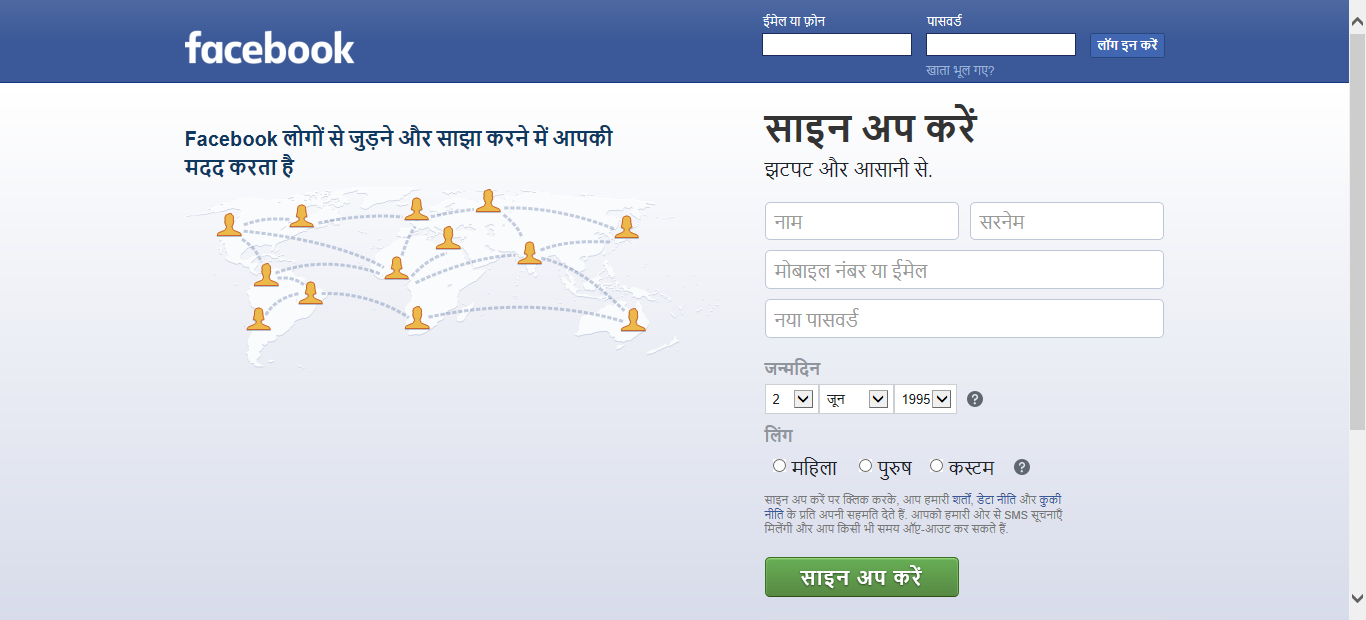 facebook
ईमेल या फ़ोन
पासवर्ड
लॉग इन करें
खाता भूल गए?
Facebook लोगों से जुड़ने और साझा करने में आपकी
मदद करता है
साइन अप करें
झटपट और आसानी से.
नाम
सरनेम
मोबाइल नंबर या ईमेल
नया पासवर्ड
जन्मदिन
2 जून 1995 ?
लिंग
महिला पुरुष कस्टम ?
साइन अप करें पर क्लिक करके, आप हमारी शर्तों, डेटा नीति और कुकी
नीति के प्रति अपनी सहमति देते हैं. आपको हमारी ओर से SMS सूचनाएँ
मिलेंगी और आप किसी भी समय ऑप्ट-आउट कर सकते हैं.
साइन अप करें